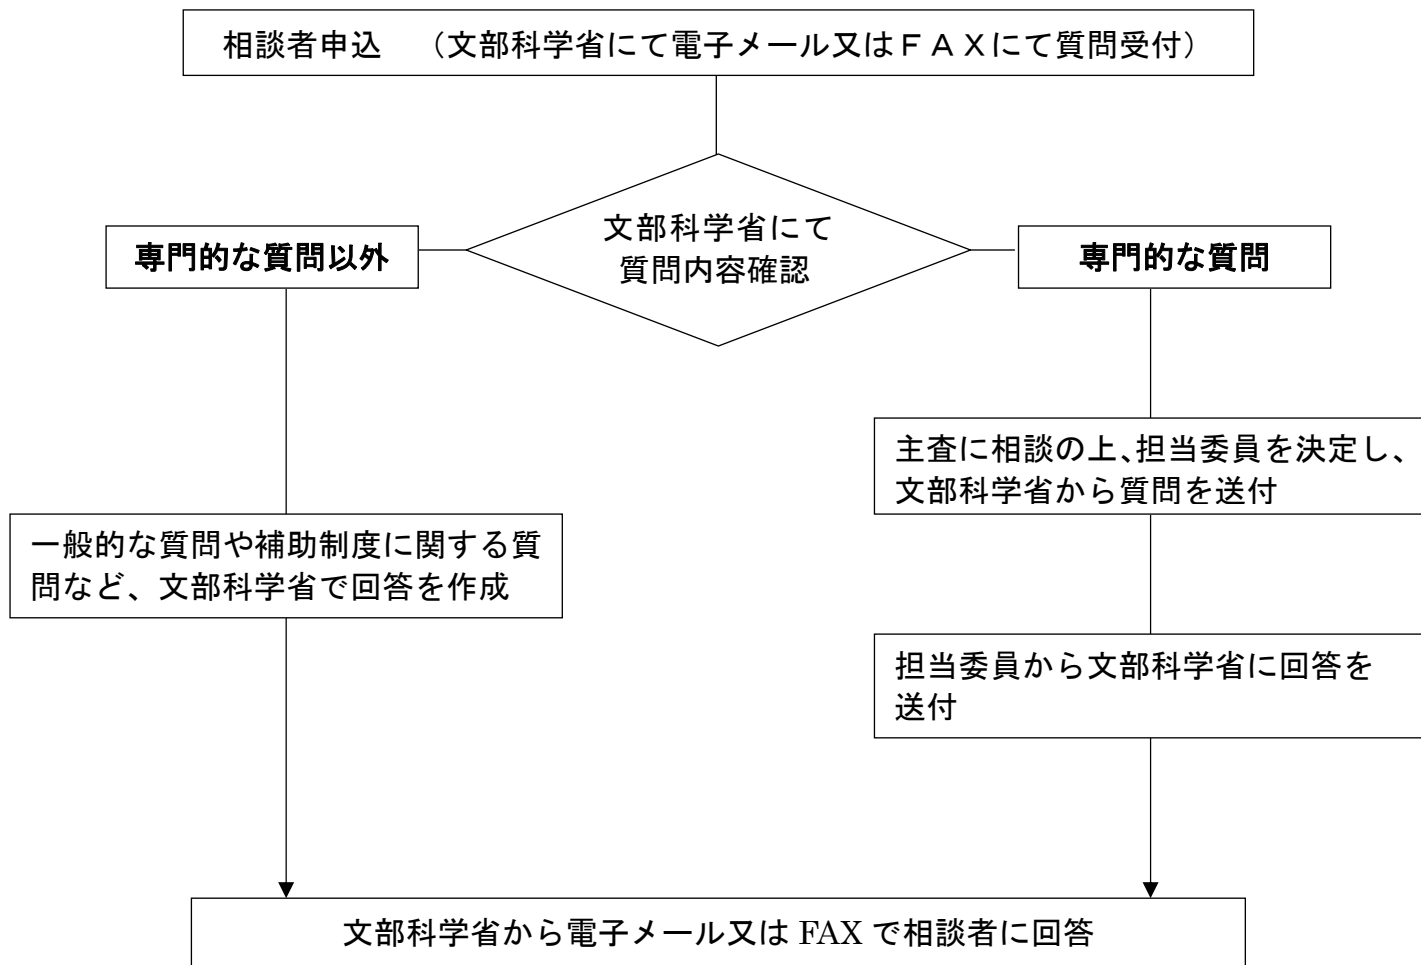 相談者申込　（文部科学省にて電子メール又はＦＡＸにて質問受付）
文部科学省にて
質問内容確認
専門的な質問以外
専門的な質問
主査に相談の上、担当委員を決定し、
文部科学省から質問を送付
一般的な質問や補助制度に関する質
問など、文部科学省で回答を作成
担当委員から文部科学省に回答を
送付
文部科学省から電子メール又は FAX で相談者に回答